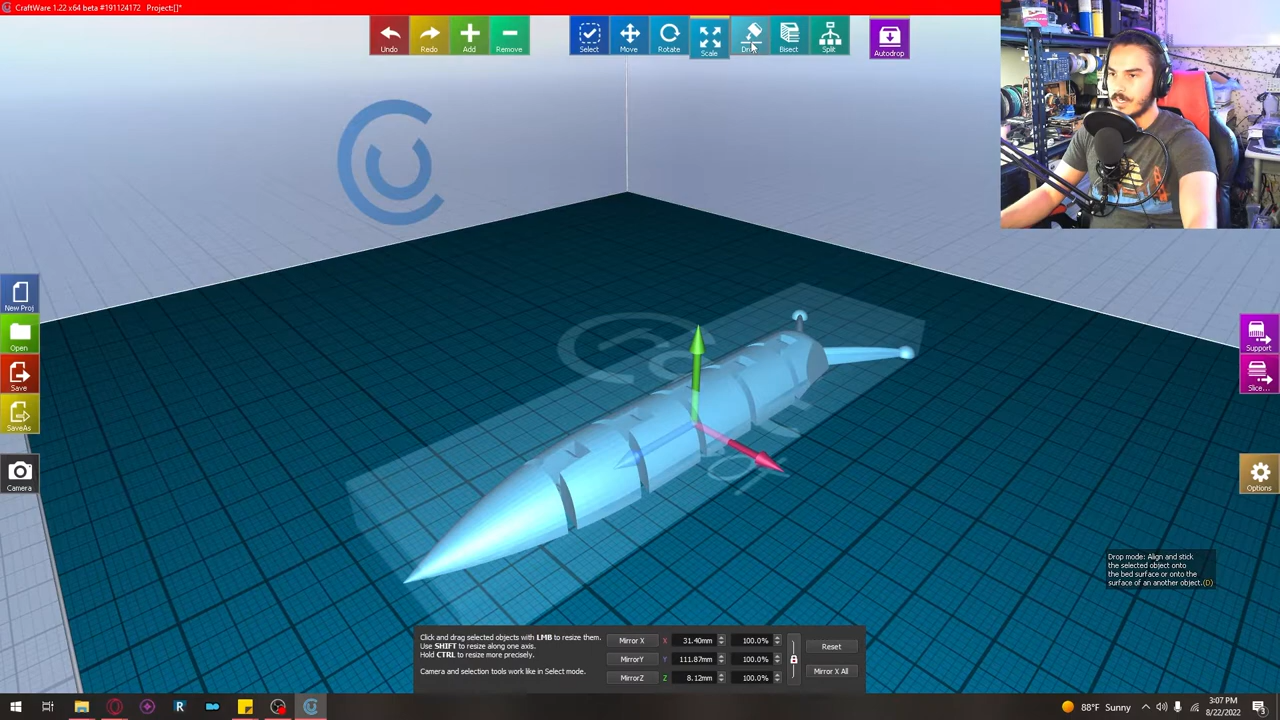 CraftWare 1.22 x64 beta #191124172  Project:[]*
Undo
Redo
Add
Remove
Select
Move
Rotate
Scale
Bisect
Split
Autodrop
New Proj
Open
Save
SaveAs
Camera
Support
Slice...
Options
Drop mode: Align and stick
the selected object onto
the bed surface or onto the
surface of an another object.(D)
Click and drag selected objects with LMB to resize them.
Use SHIFT to resize along one axis.
Hold CTRL to resize more precisely.
Camera and selection tools work like in Select mode.
Mirror X X 31.40mm 100.0% Reset
MirrorY Y 111.87mm 100.0%
MirrorZ Z 8.12mm 100.0% Mirror X All
88°F Sunny
3:07 PM
8/22/2022
3